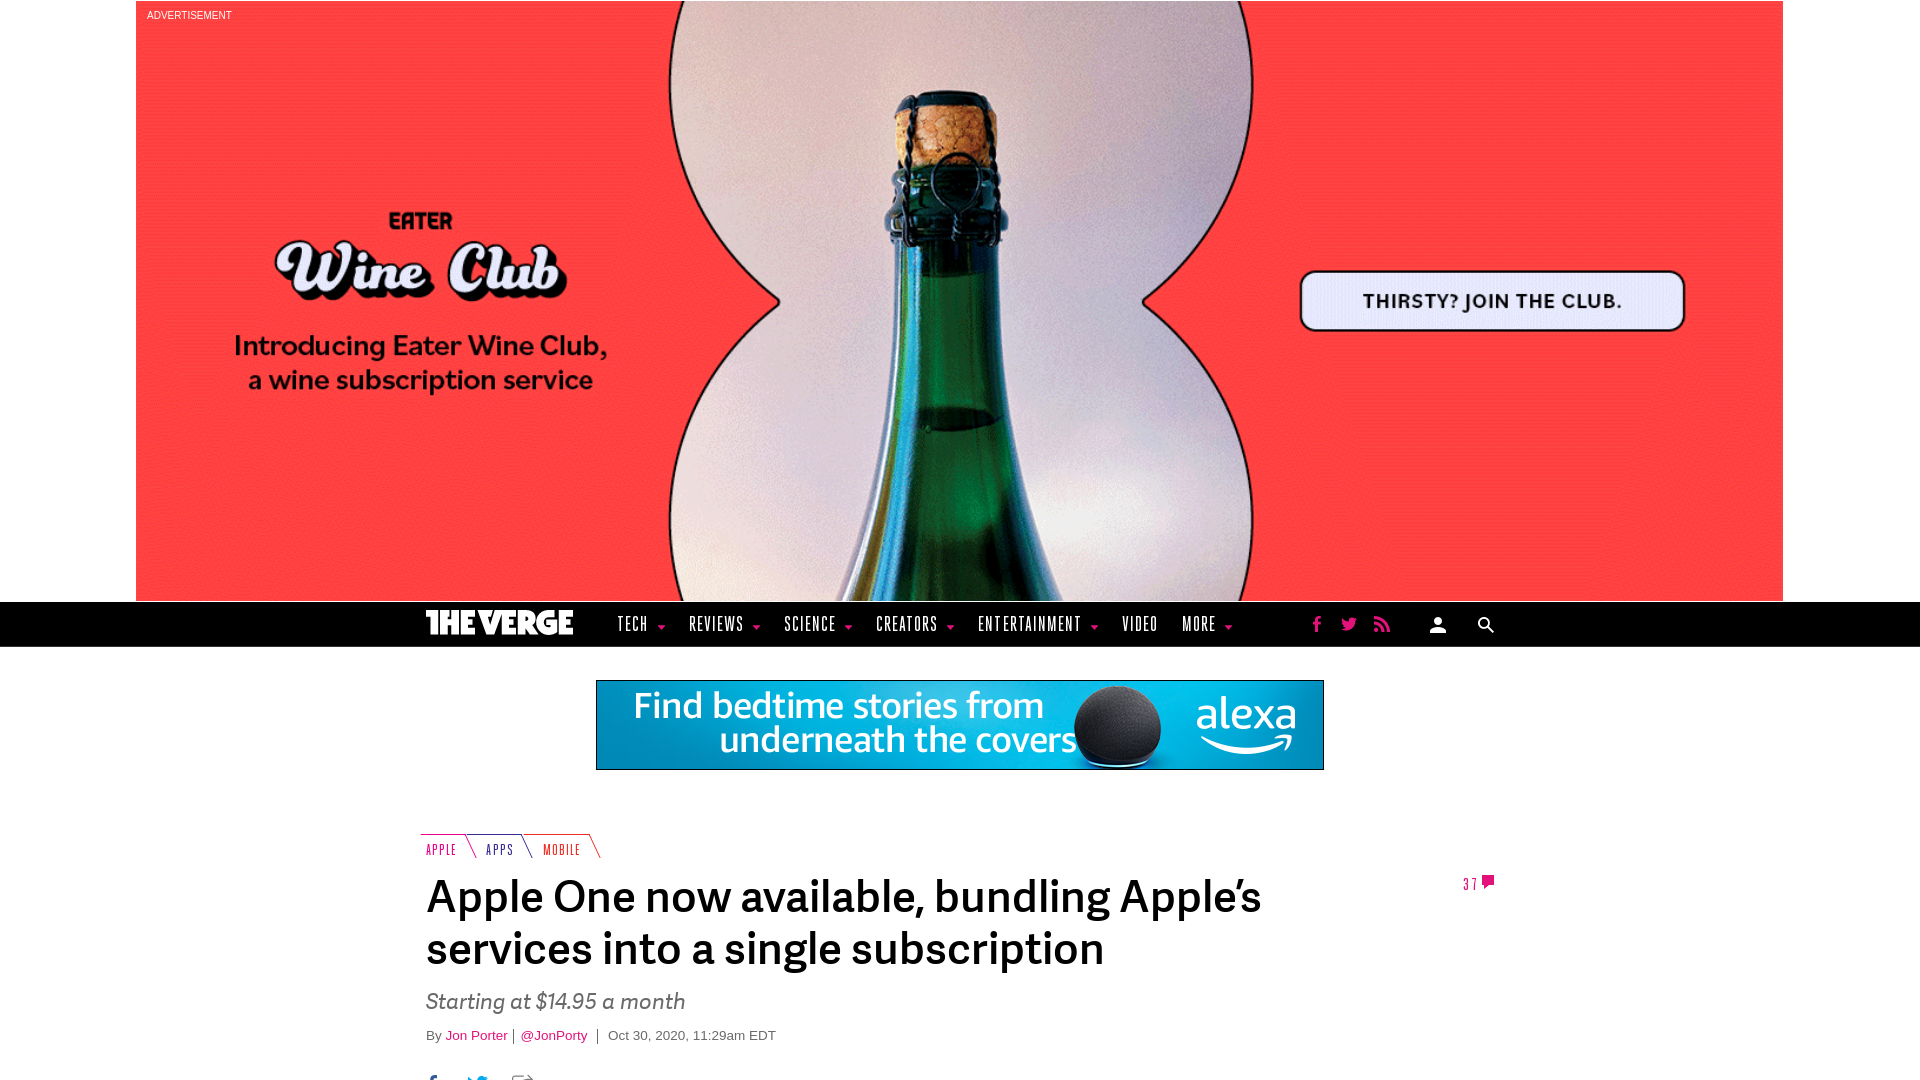 ADVERTISEMENT
EATER
Wine Club
Introducing Eater Wine Club,
a wine subscription service
THIRSTY? JOIN THE CLUB.
THE VERGE
TECH REVIEWS SCIENCE CREATORS ENTERTAINMENT VIDEO MORE
Find bedtime stories from
underneath the covers
alexa
APPLE APPS MOBILE
Apple One now available, bundling Apple’s
services into a single subscription
37
Starting at $14.95 a month
By Jon Porter | @JonPorty | Oct 30, 2020, 11:29am EDT